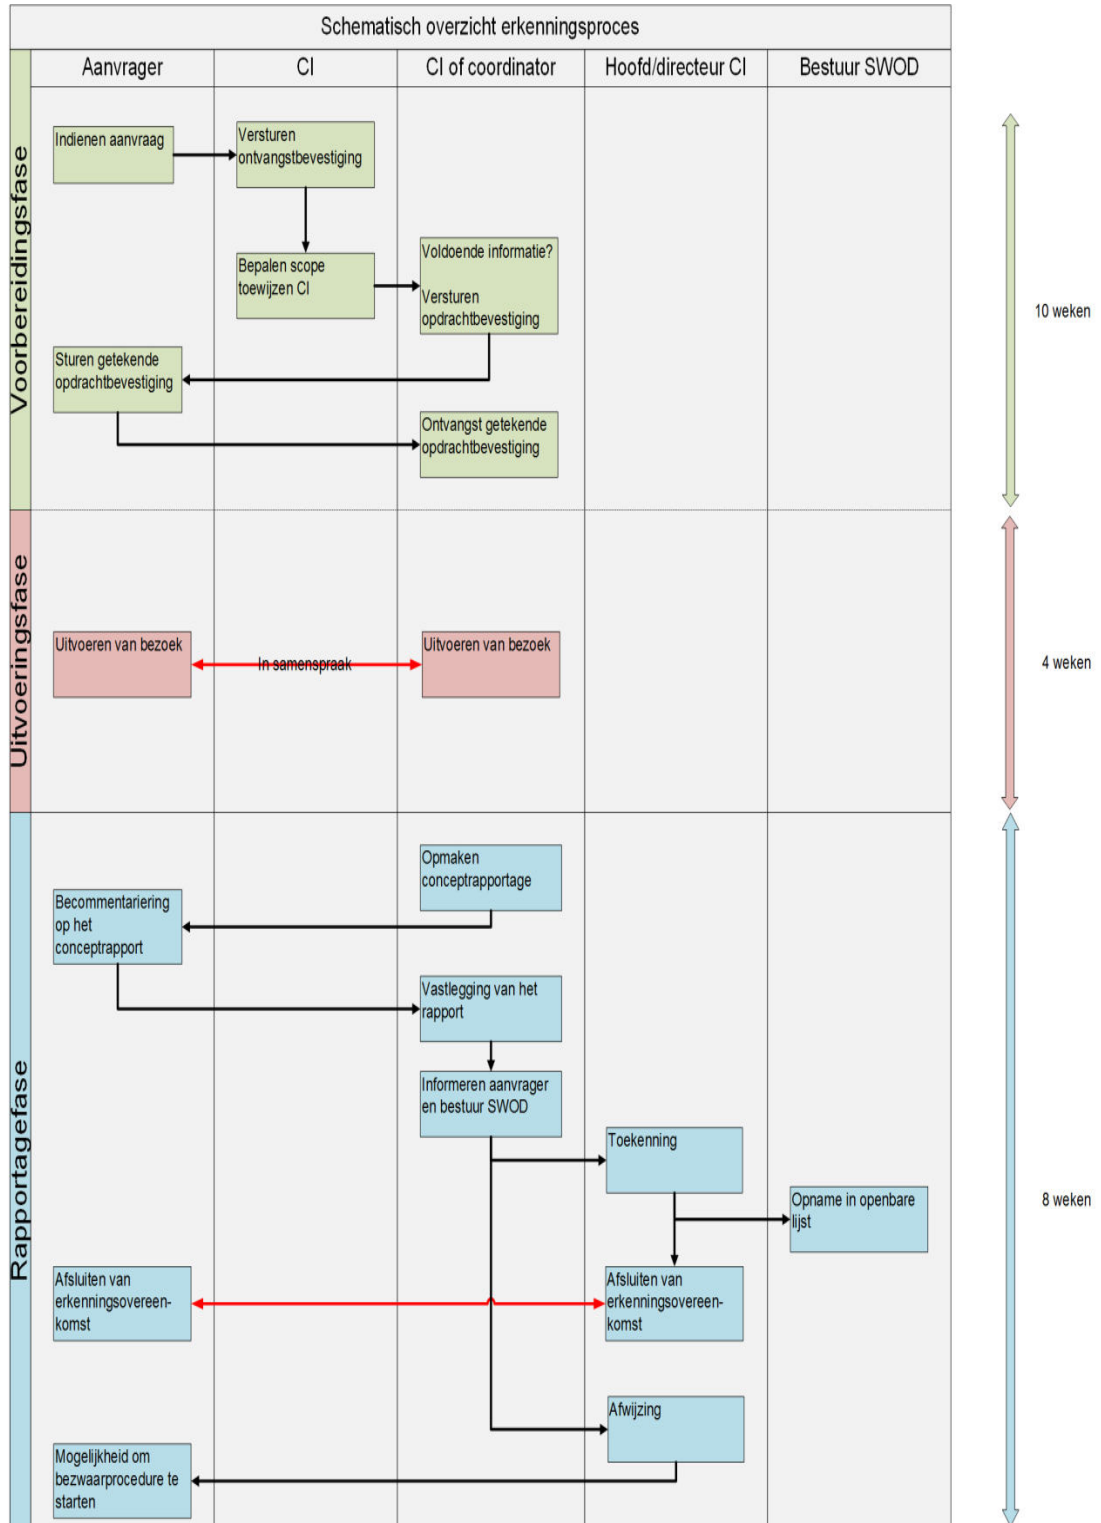 Schematisch overzicht erkenningsproces
Aanvrager
CI
CI of coordinator
Hoofd/directeur CI
Bestuur SWOD
Voorbereidingsfase
Indienen aanvraag
Versturen
ontvangstbevestiging
Bepalen scope
toewijzen CI
Voldoende informatie?
Versturen
opdrachtbevestiging
Sturen getekende
opdrachtbevestiging
Ontvangst getekende
opdrachtbevestiging
10 weken
Uitvoeringsfase
Uitvoeren van bezoek
In samenspraak
Uitvoeren van bezoek
4 weken
Rapportagefase
Opmaken
conceptrapportage
Becommentariering
op het
conceptrapport
Vastlegging van het
rapport
Informeren aanvrager
en bestuur SWOD
Toekenning
Opname in openbare
lijst
Afsluiten van
erkenningsovereen-
komst
Afsluiten van
erkenningsovereen-
komst
Afwijzing
Mogelijkheid om
bezwaarprocedure te
starten
8 weken